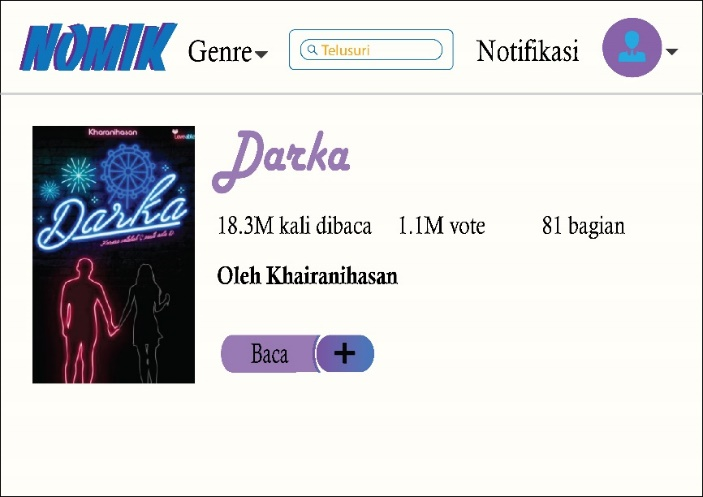 NOMIK
Genre
Telusuri
Notifikasi
Kharanihasan
Darka
Darka
18.3M kali dibaca 1.1M vote 81 bagian
Oleh Khairanihasan
Baca +